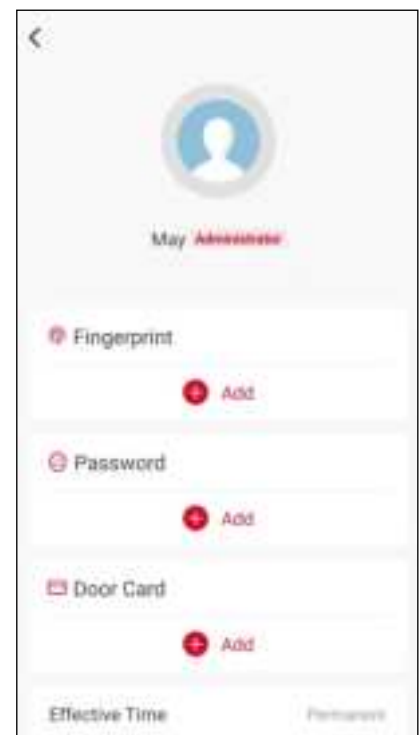 May Administrator
Fingerprint
Add
Password
Add
Door Card
Add
Effective Time Permanent